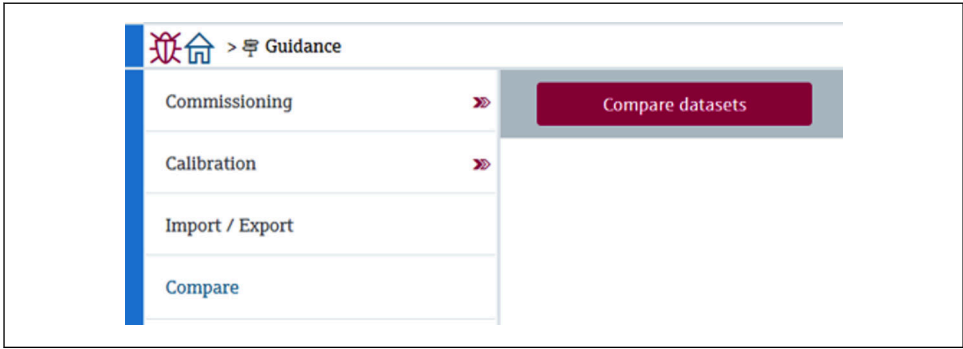 > Guidance
Commissioning
Compare datasets
Calibration
Import / Export
Compare